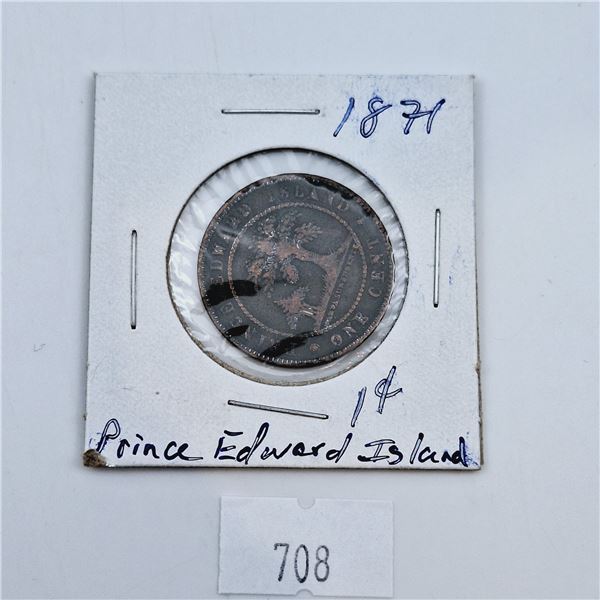 1871
PRINCE EDWARD ISLAND
ONE CENT
1¢
Prince Edward Island
708